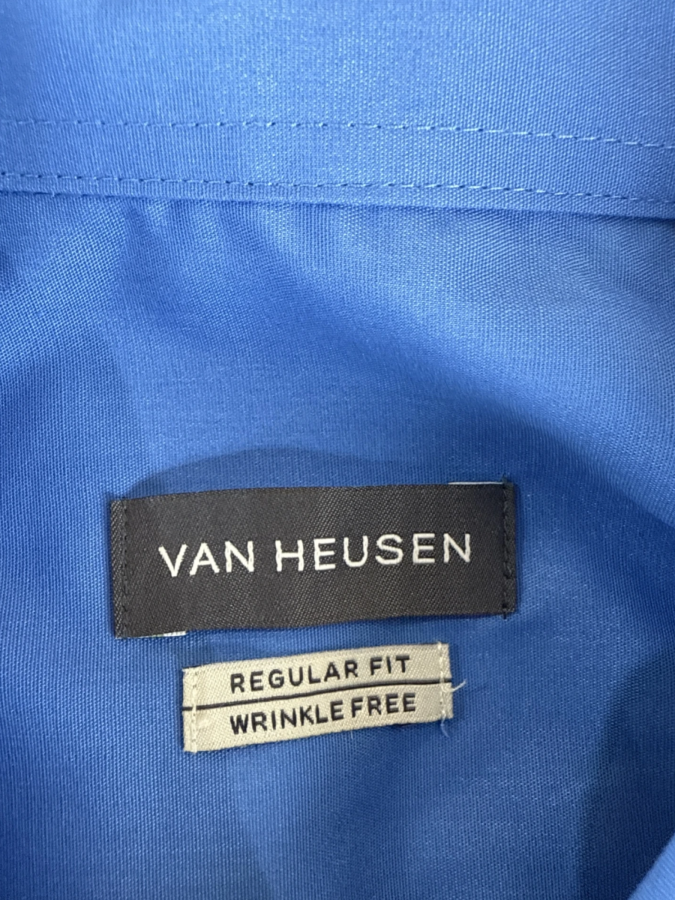 VAN HEUSEN
REGULAR FIT
WRINKLE FREE